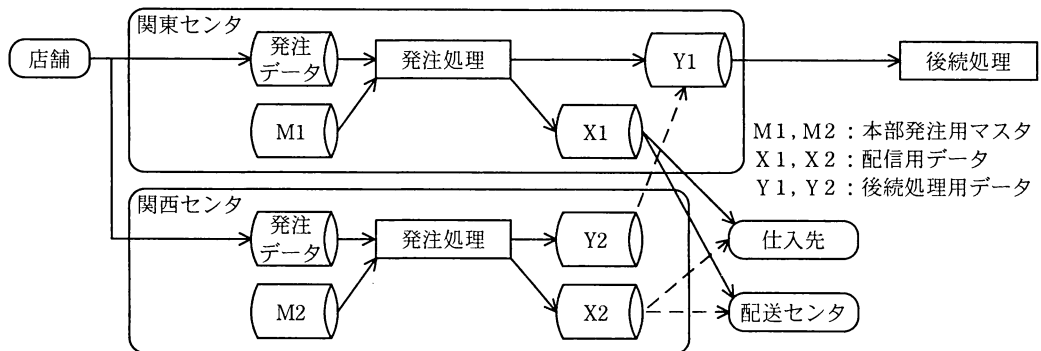 関東センタ
店舗
発注
データ
発注処理
Y1
後続処理
M1
X1
M1，M2：本部発注用マスタ
X1，X2：配信用データ
Y1，Y2：後続処理用データ
関西センタ
発注
データ
発注処理
Y2
仕入先
M2
X2
配送センタ